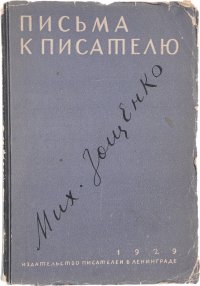 ПИСЬМА
К ПИСАТЕЛЮ
Мих. Зощенко
1929
ИЗДАТЕЛЬСТВО ПИСАТЕЛЕЙ В ЛЕНИНГРАДЕ